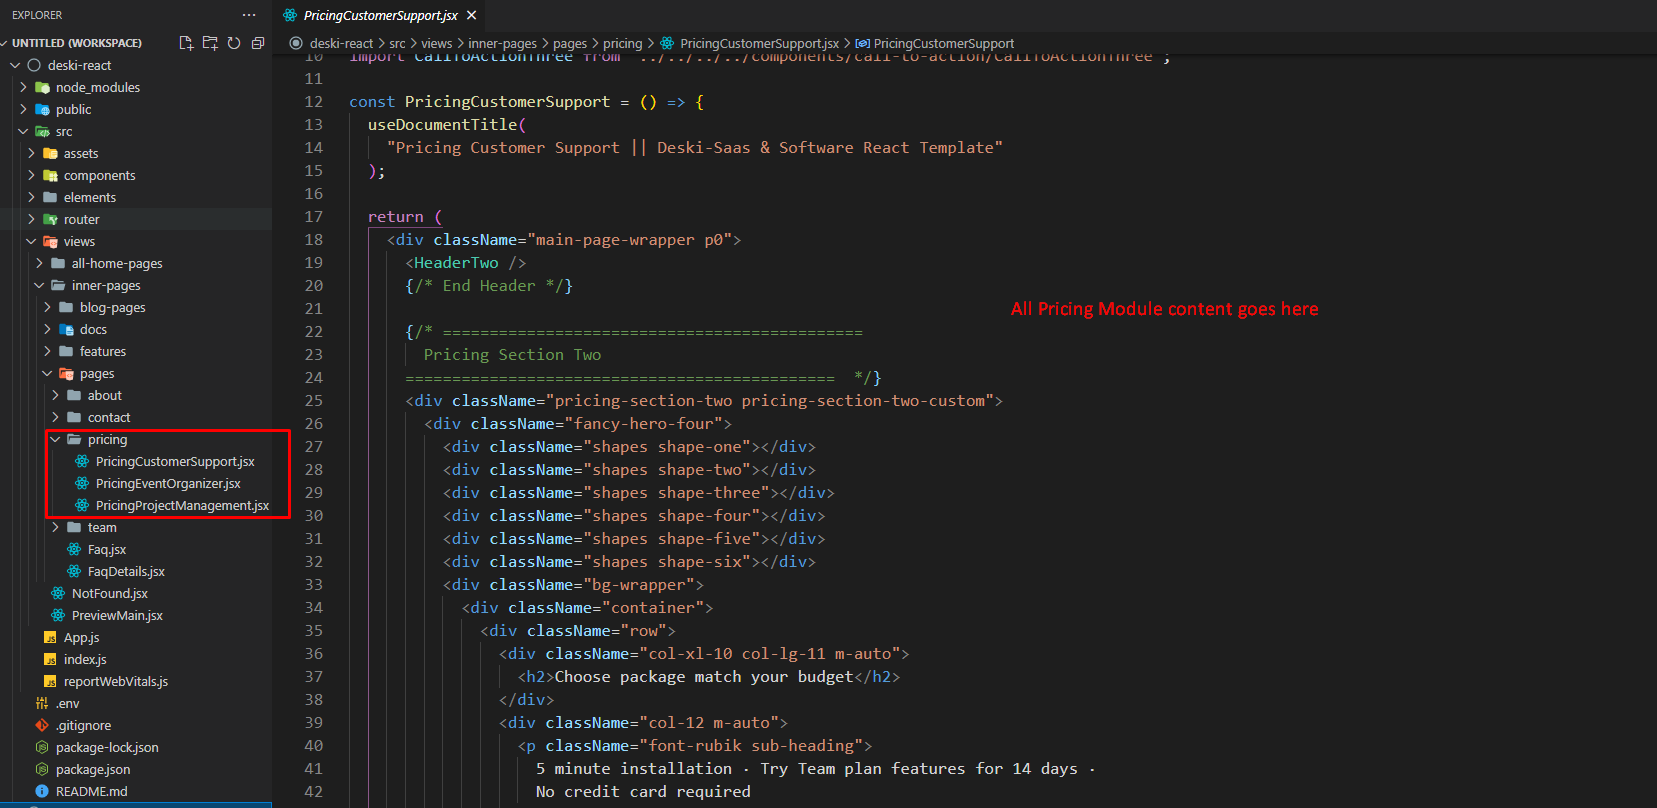 EXPLORER
UNTITLED (WORKSPACE)
deski-react
node_modules
public
src
assets
components
elements
router
views
all-home-pages
inner-pages
blog-pages
docs
features
pages
about
contact
pricing
PricingCustomerSupport.jsx
PricingEventOrganizer.jsx
PricingProjectManagement.jsx
team
Faq.jsx
FaqDetails.jsx
NotFound.jsx
PreviewMain.jsx
App.js
index.js
reportWebVitals.js
.env
.gitignore
package-lock.json
package.json
README.md
PricingCustomerSupport.jsx
deski-react > src > views > inner-pages > pages > pricing > PricingCustomerSupport.jsx > PricingCustomerSupport
10 import CallToActionThree from "../../../../components/call-to-action/CallToActionThree";
11
12 const PricingCustomerSupport = () => {
13 useDocumentTitle(
14 "Pricing Customer Support || Deski-Saas & Software React Template"
15 );
16
17 return (
18 <div className="main-page-wrapper p0">
19 <HeaderTwo />
20 {/* End Header */}
21
All Pricing Module content goes here
22 {/* =============================================
23 Pricing Section Two
24 ============================================== */}
25 <div className="pricing-section-two pricing-section-two-custom">
26 <div className="fancy-hero-four">
27 <div className="shapes shape-one"></div>
28 <div className="shapes shape-two"></div>
29 <div className="shapes shape-three"></div>
30 <div className="shapes shape-four"></div>
31 <div className="shapes shape-five"></div>
32 <div className="shapes shape-six"></div>
33 <div className="bg-wrapper">
34 <div className="container">
35 <div className="row">
36 <div className="col-xl-10 col-lg-11 m-auto">
37 <h2>Choose package match your budget</h2>
38 </div>
39 <div className="col-12 m-auto">
40 <p className="font-rubik sub-heading">
41 5 minute installation · Try Team plan features for 14 days ·
42 No credit card required